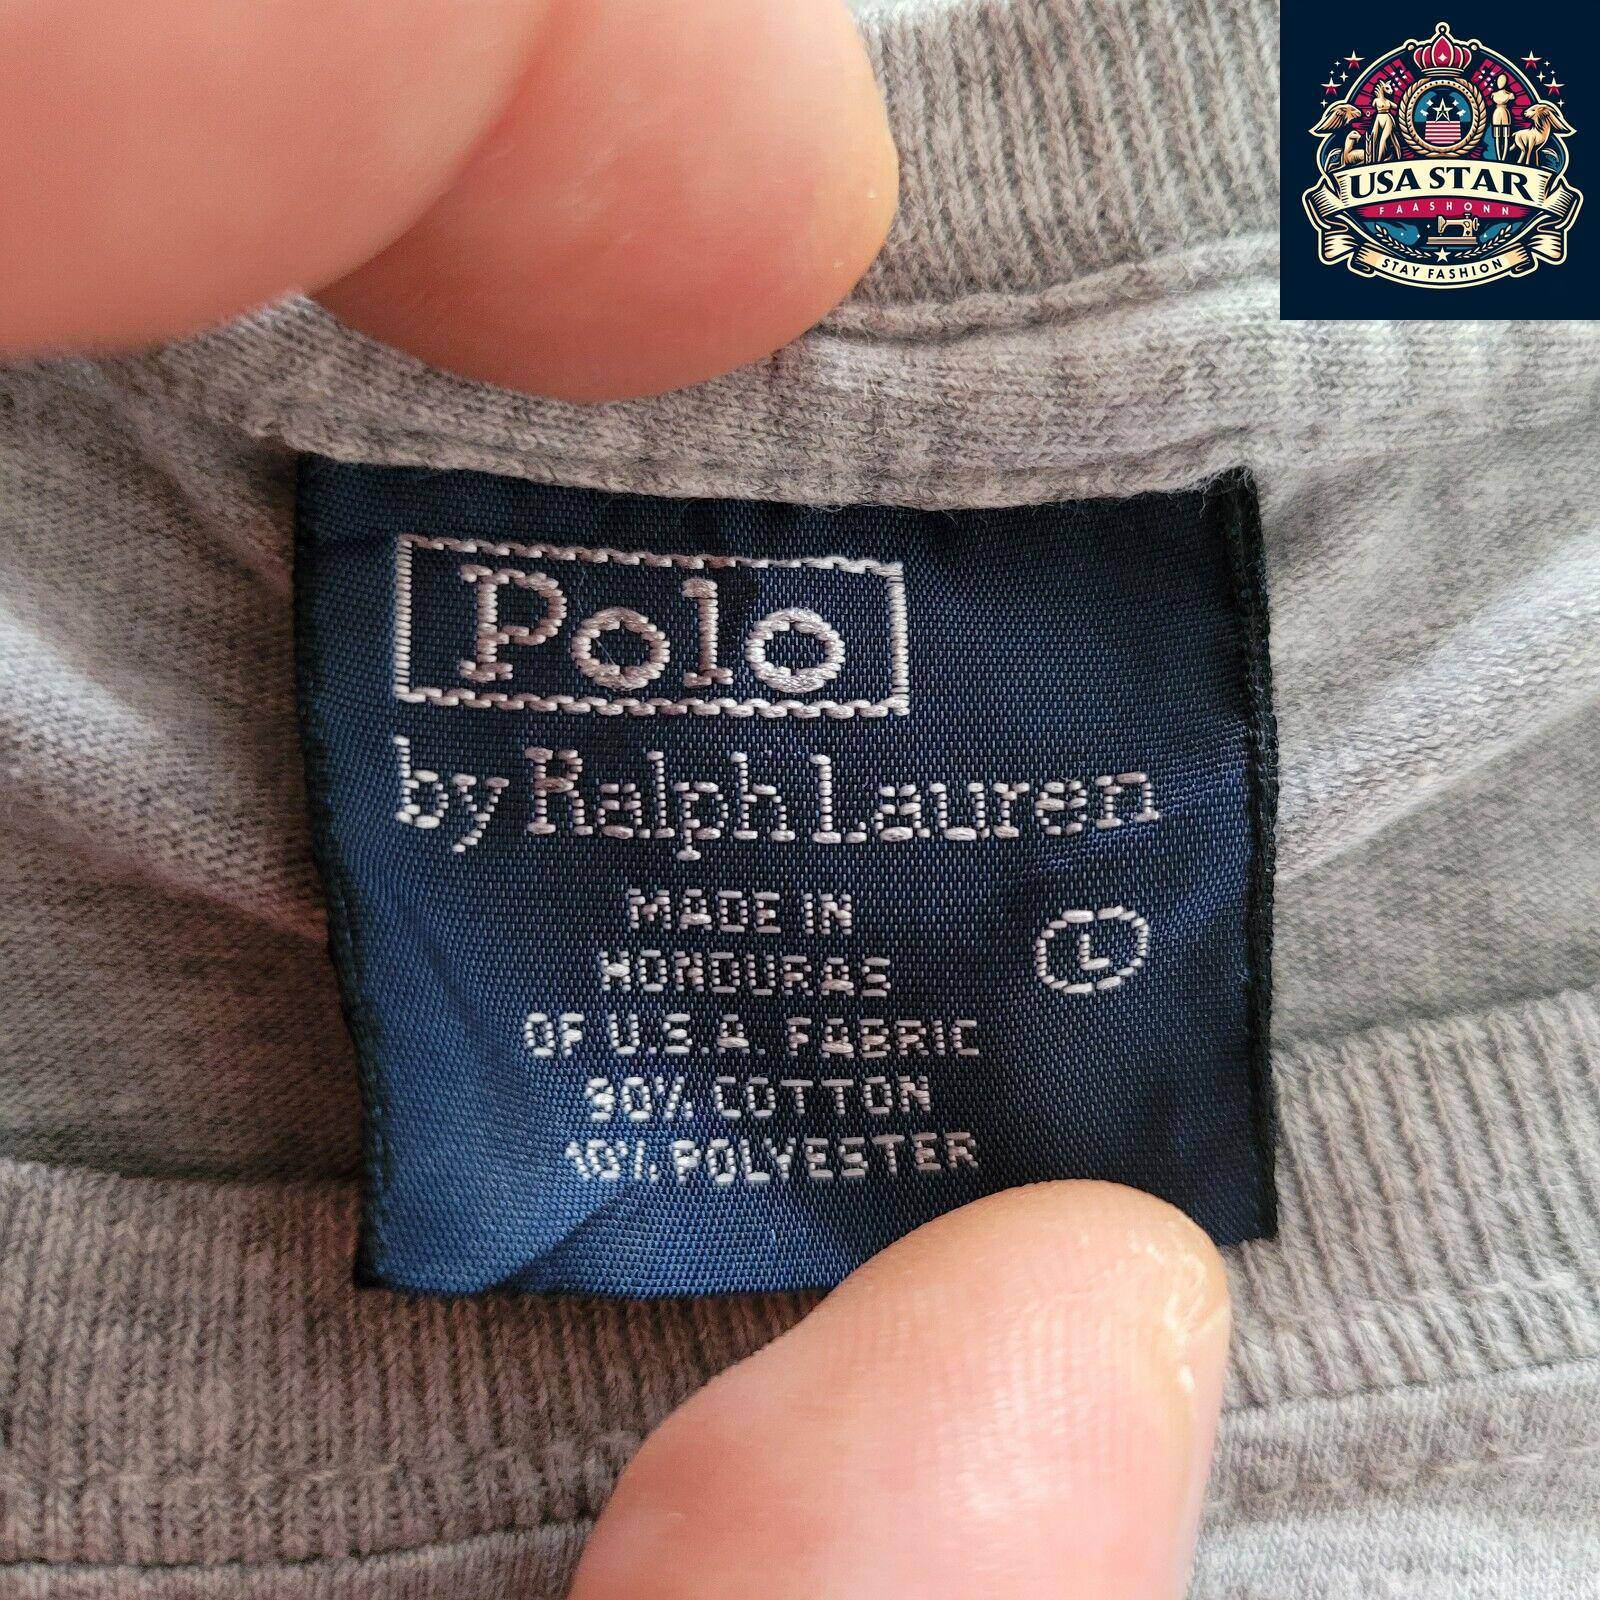 USA STAR
FAASHONN
STAY FASHION
Polo
by Ralph Lauren
MADE IN
HONDURAS
OF U.S.A. FABRIC
90% COTTON
10% POLYESTER
L